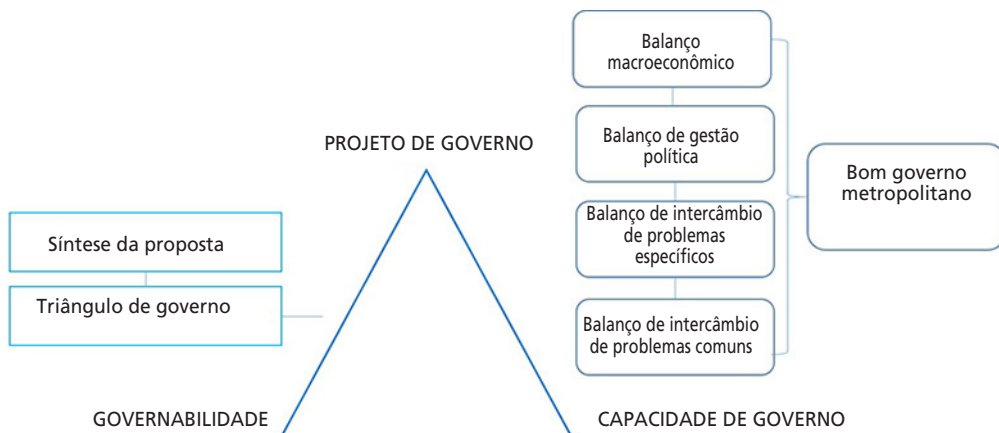 PROJETO DE GOVERNO
Síntese da proposta
Triângulo de governo
GOVERNABILIDADE
CAPACIDADE DE GOVERNO
Balanço
macroeconômico
Balanço de gestão
política
Balanço de intercâmbio
de problemas
específicos
Balanço de intercâmbio
de problemas comuns
Bom governo
metropolitano